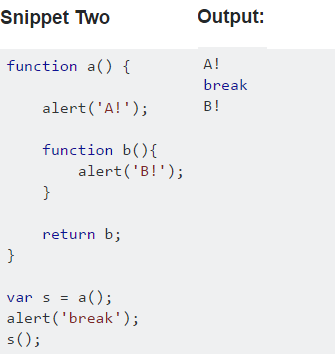 Snippet Two
Output:
function a() {
alert('A!');
function b(){
alert('B!');
}
return b;
}
var s = a();
alert('break');
s();
A!
break
B!